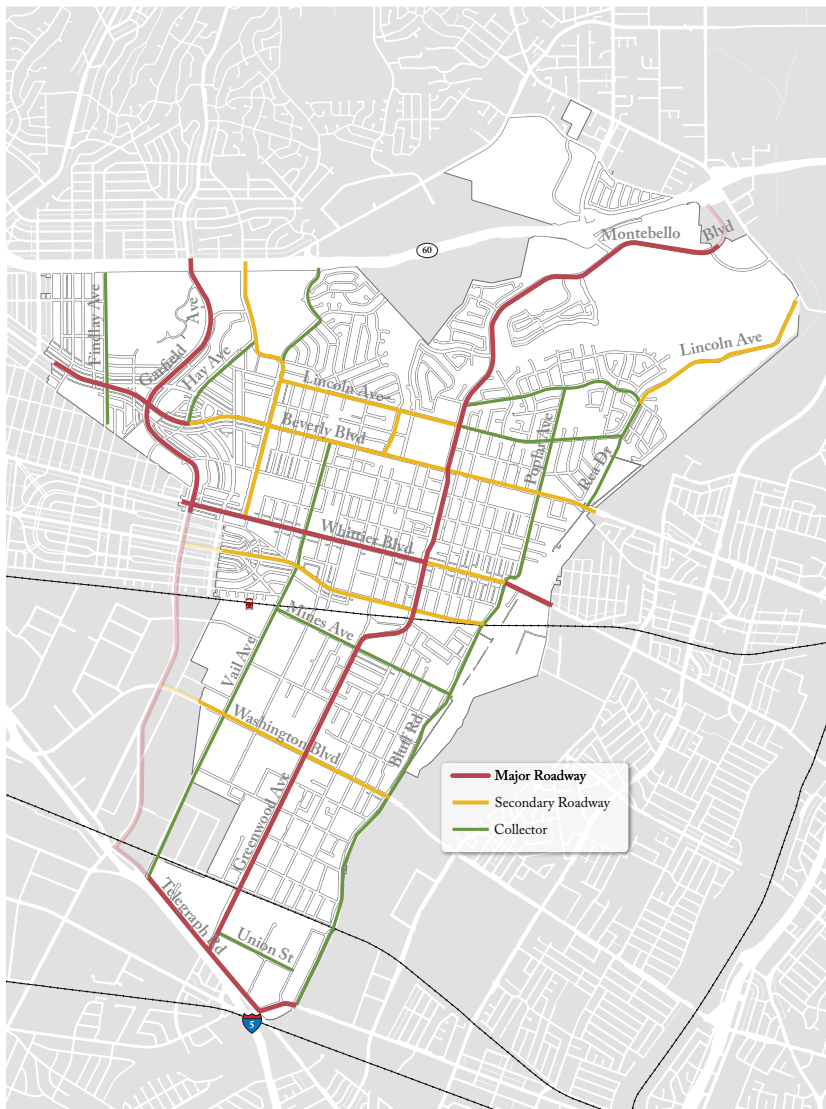 60
Montebello
Blvd
Findlay Ave
Garfield
Ave
Hay Ave
Lincoln Ave
Lincoln Ave
Beverly Blvd
Poplar Ave
Rea Dr
Whittier Blvd
Mines Ave
Vail Ave
Washington Blvd
Bluff Rd
Greenwood Ave
Major Roadway
Secondary Roadway
Collector
Telegraph Rd
Union St
5